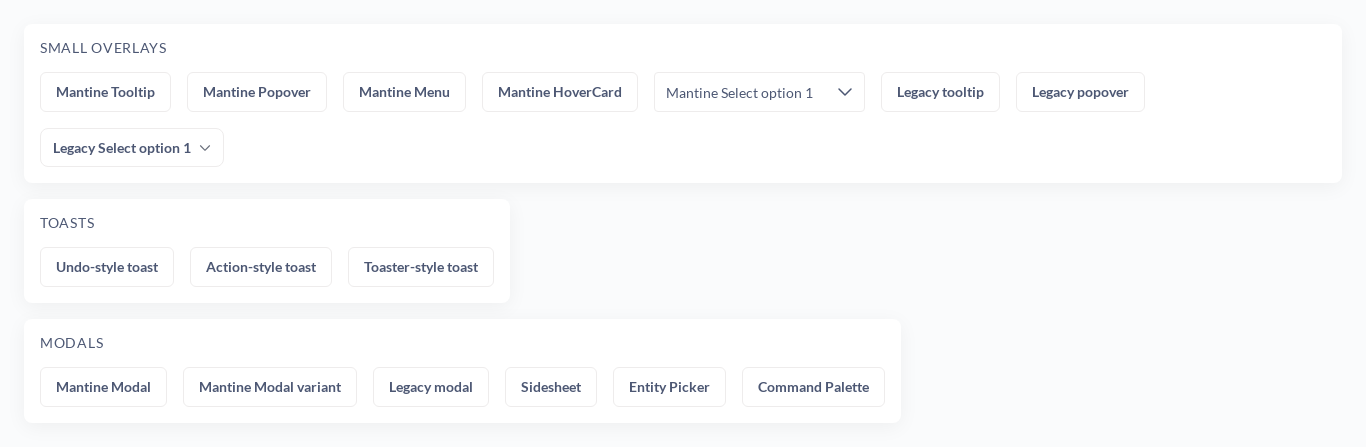 SMALL OVERLAYS
Mantine Tooltip Mantine Popover Mantine Menu Mantine HoverCard Mantine Select option 1 Legacy tooltip Legacy popover
Legacy Select option 1
TOASTS
Undo-style toast Action-style toast Toaster-style toast
MODALS
Mantine Modal Mantine Modal variant Legacy modal Sidesheet Entity Picker Command Palette